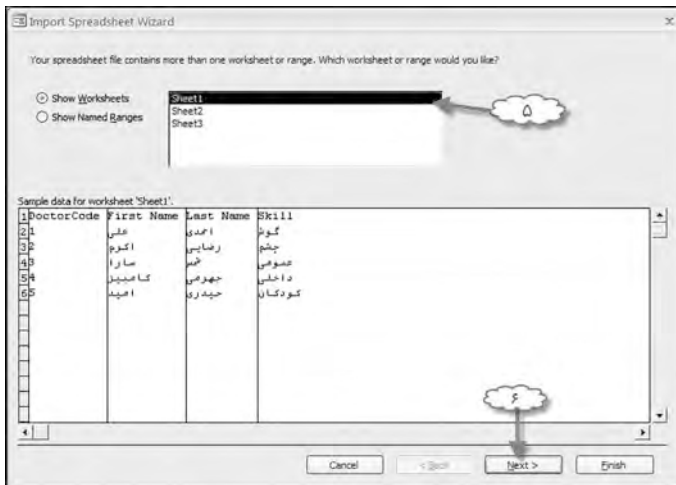 Import Spreadsheet Wizard
Your spreadsheet file contains more than one worksheet or range. Which worksheet or range would you like?
Show Worksheets
Show Named Ranges
Sheet1
Sheet2
Sheet3
۵
Sample data for worksheet 'Sheet1'.
1 DoctorCode First Name Last Name Skill
2 1 علی احمدی گوش
3 2 اکرم رضایی چشم
4 3 سارا شمس عمومی
5 4 کامبیز جهرمی داخلی
6 5 امید حیدری کودکان
۶
Cancel < Back Next > Finish